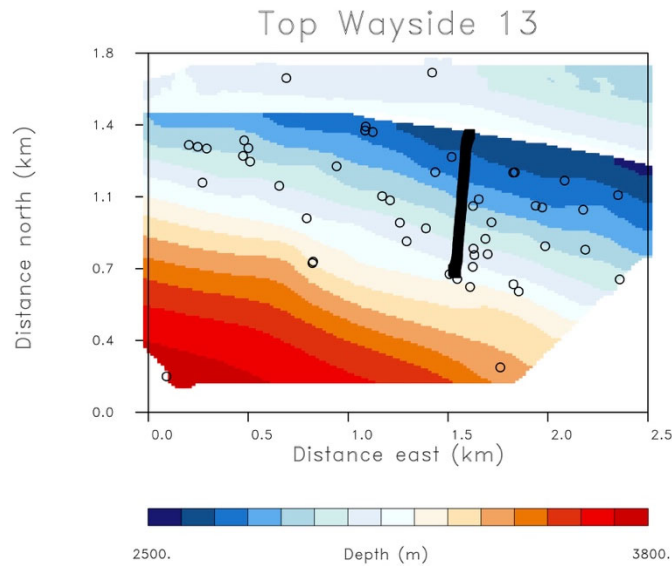 Top Wayside 13
Distance north (km)
1.8
1.4
1.1
0.7
0.4
0.0
0.0 0.5 1.0 1.5 2.0 2.5
Distance east (km)
2500. Depth (m) 3800.